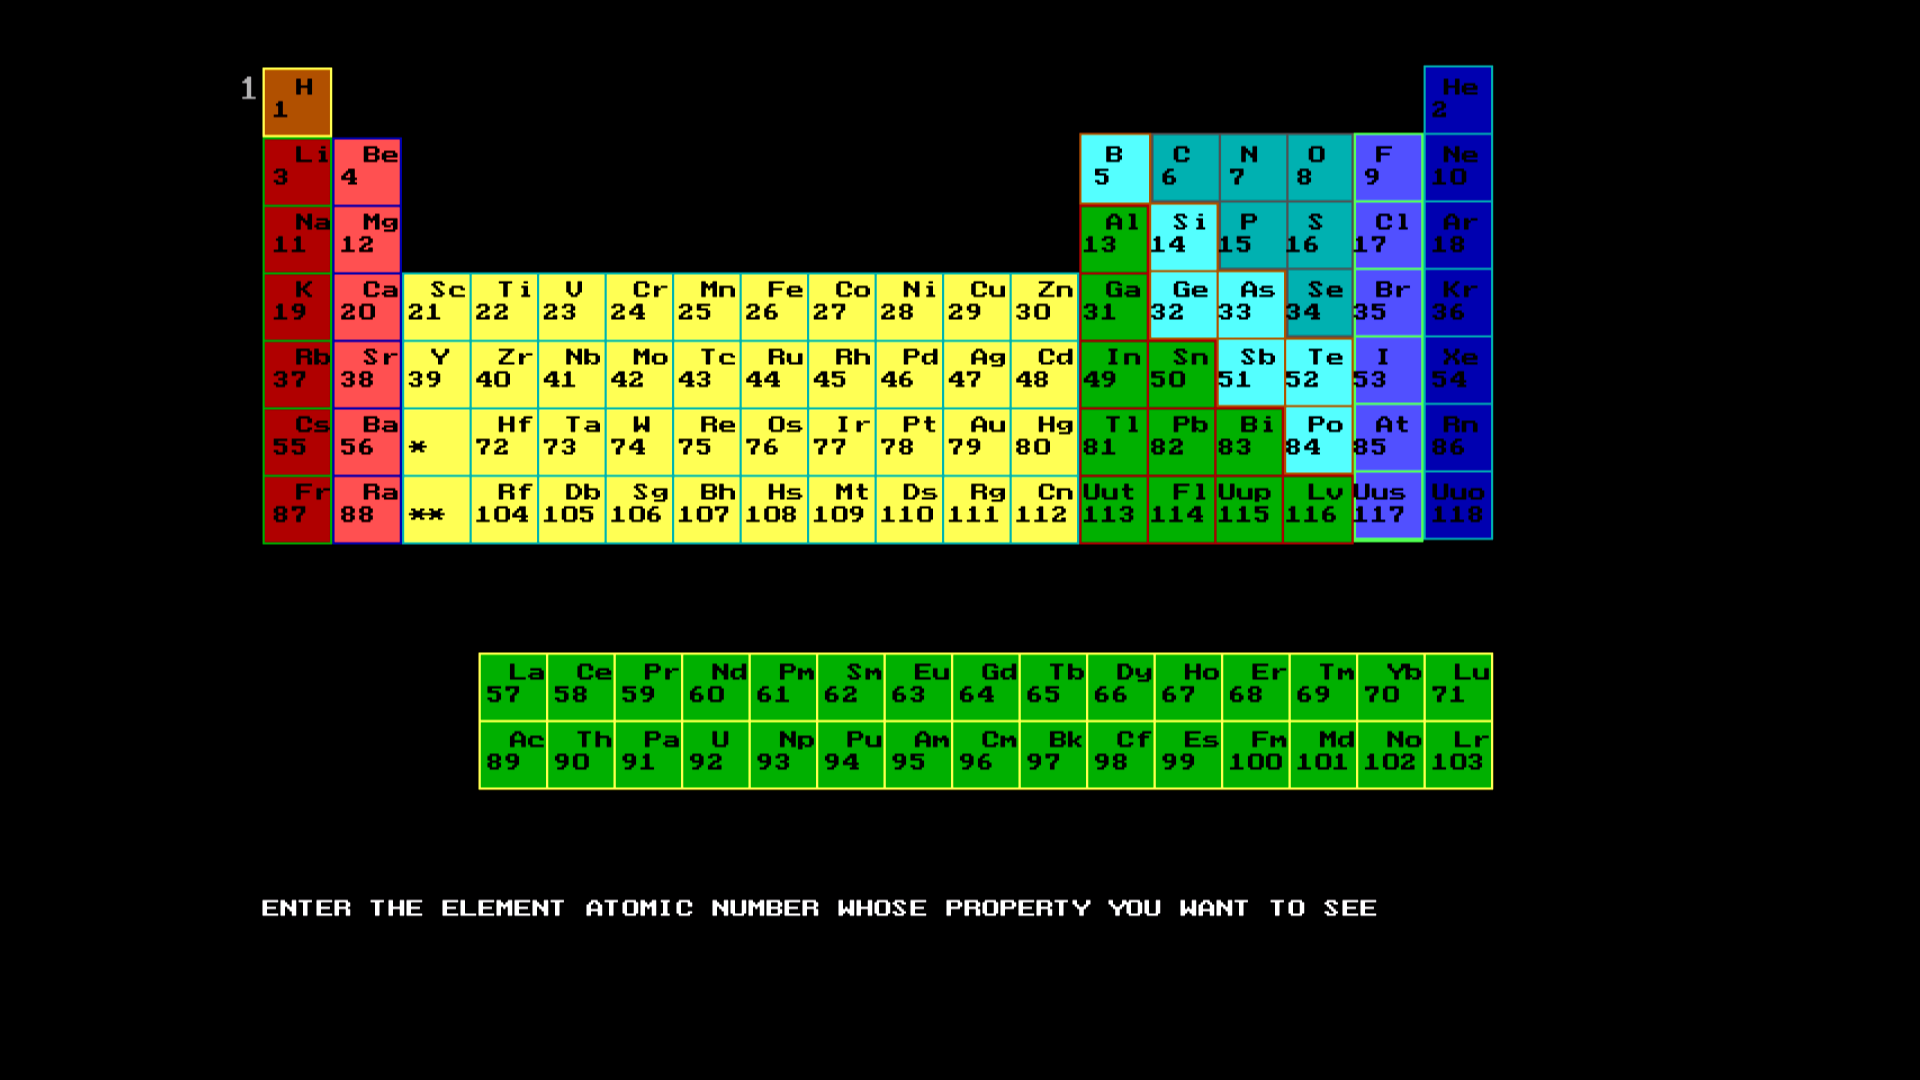 1 H He
1 2
Li Be B C N O F Ne
3 4 5 6 7 8 9 10
Na Mg Al Si P S Cl Ar
11 12 13 14 15 16 17 18
K Ca Sc Ti V Cr Mn Fe Co Ni Cu Zn Ga Ge As Se Br Kr
19 20 21 22 23 24 25 26 27 28 29 30 31 32 33 34 35 36
Rb Sr Y Zr Nb Mo Tc Ru Rh Pd Ag Cd In Sn Sb Te I Xe
37 38 39 40 41 42 43 44 45 46 47 48 49 50 51 52 53 54
Cs Ba Hf Ta W Re Os Ir Pt Au Hg Tl Pb Bi Po At Rn
55 56 * 72 73 74 75 76 77 78 79 80 81 82 83 84 85 86
Fr Ra Rf Db Sg Bh Hs Mt Ds Rg Cn Uut Fl Uup Lv Uus Uuo
87 88 ** 104 105 106 107 108 109 110 111 112 113 114 115 116 117 118
La Ce Pr Nd Pm Sm Eu Gd Tb Dy Ho Er Tm Yb Lu
57 58 59 60 61 62 63 64 65 66 67 68 69 70 71
Ac Th Pa U Np Pu Am Cm Bk Cf Es Fm Md No Lr
89 90 91 92 93 94 95 96 97 98 99 100 101 102 103
ENTER THE ELEMENT ATOMIC NUMBER WHOSE PROPERTY YOU WANT TO SEE